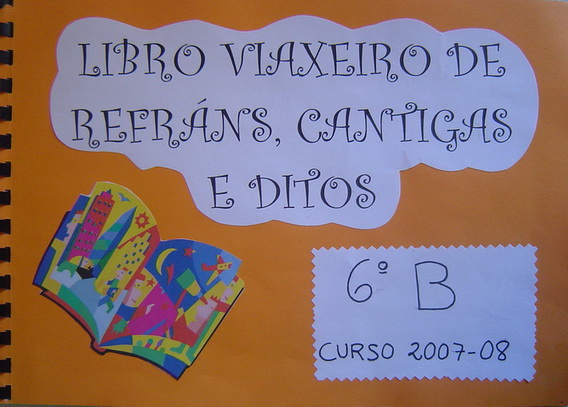 LIBRO VIAXEIRO DE
REFRÁNS, CANTIGAS
E DITOS
6º B
CURSO 2007-08